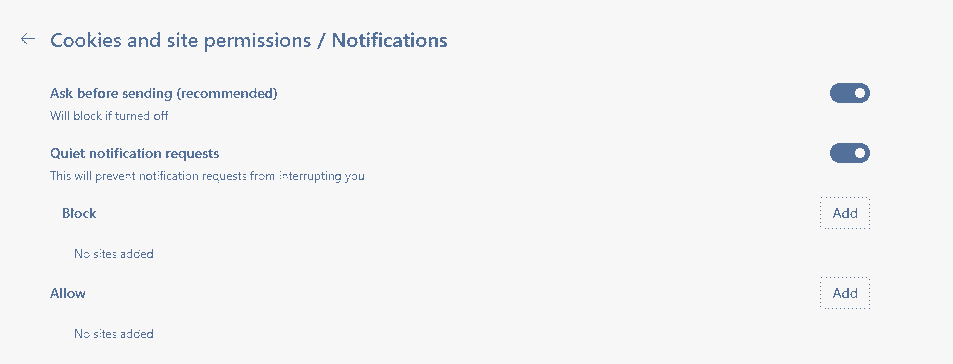 Cookies and site permissions / Notifications
Ask before sending (recommended)
Will block if turned off
Quiet notification requests
This will prevent notification requests from interrupting you
Block
Add
No sites added
Allow
Add
No sites added